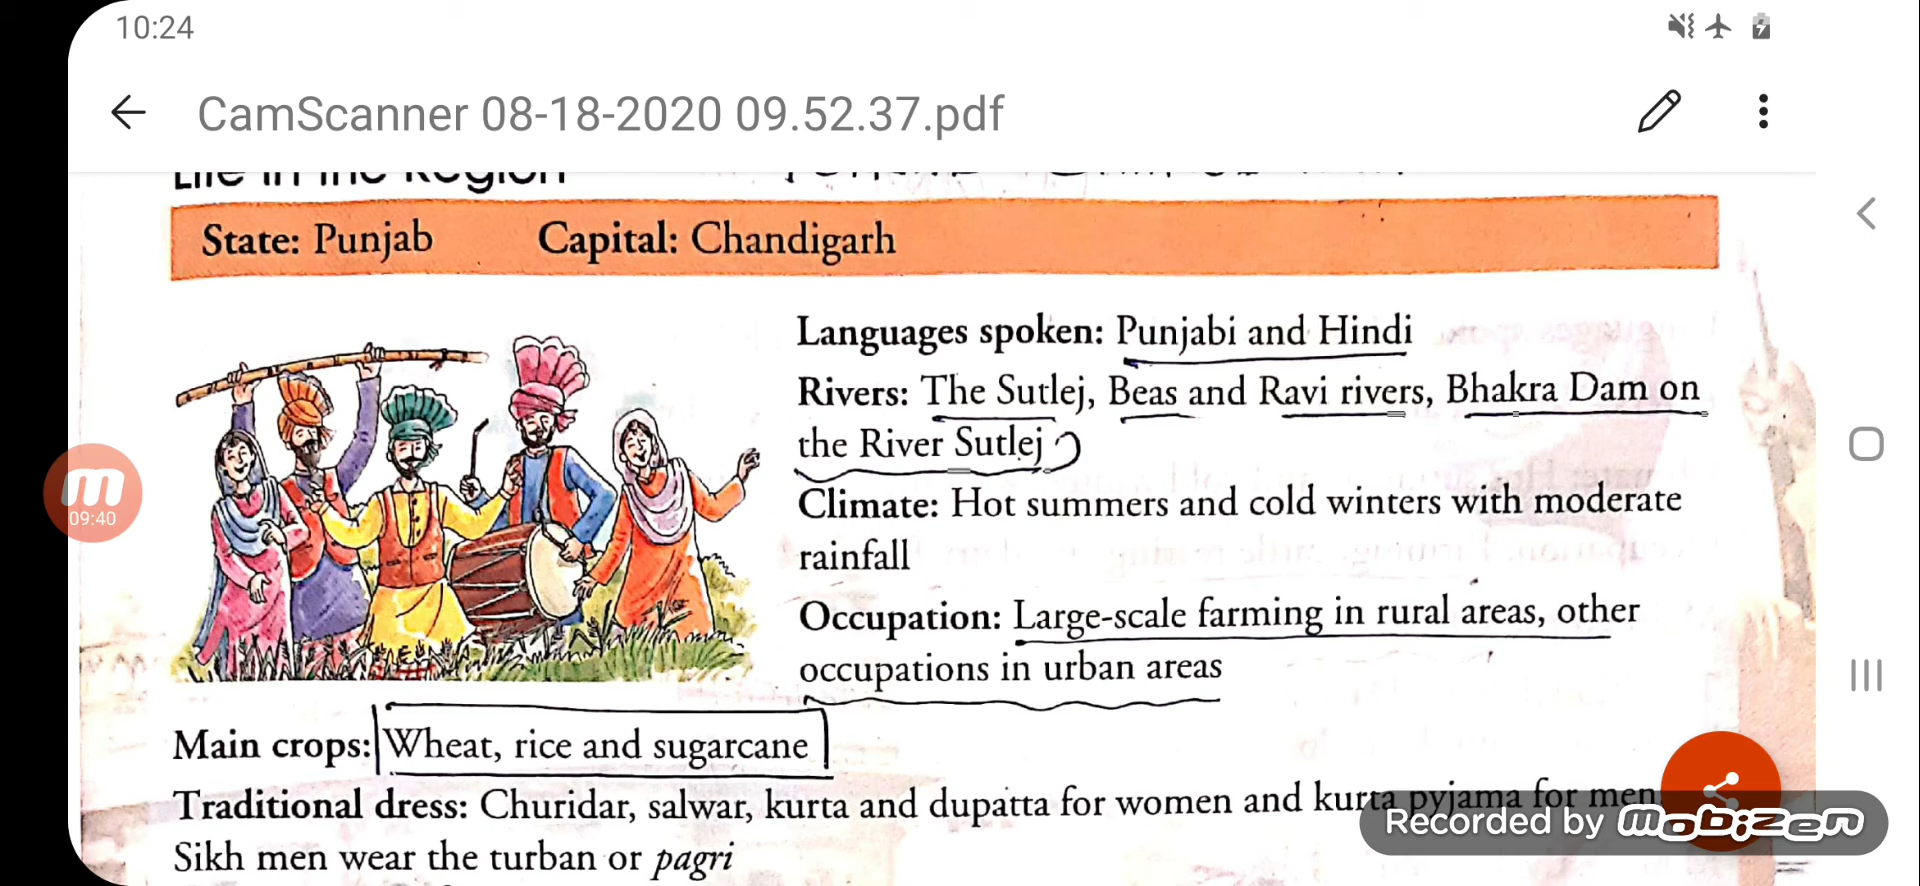 10:24
CamScanner 08-18-2020 09.52.37.pdf
Life in the Region
State: Punjab Capital: Chandigarh
Languages spoken: Punjabi and Hindi
Rivers: The Sutlej, Beas and Ravi rivers, Bhakra Dam on
the River Sutlej
Climate: Hot summers and cold winters with moderate
rainfall
Occupation: Large-scale farming in rural areas, other
occupations in urban areas
Main crops: Wheat, rice and sugarcane
Traditional dress: Churidar, salwar, kurta and dupatta for women and kurta pyjama for men
Sikh men wear the turban or pagri
09:40
Recorded by mobizen